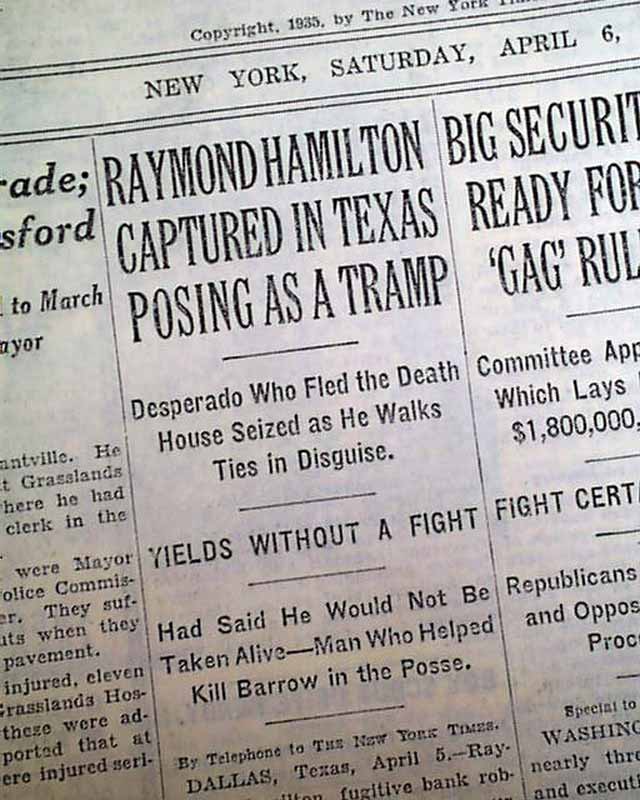 Copyright, 1935, by The New York
NEW YORK, SATURDAY, APRIL 6,
rade;
sford
to March
ayor
antville. He
t Grasslands
here he had
clerk in the
were Mayor
olice Commis-
er. They suf-
uts when they
pavement.
injured, eleven
Grasslands Hos-
these were ad-
ported that at
ere injured seri-
RAYMOND HAMILTON
CAPTURED IN TEXAS
POSING AS A TRAMP
Desperado Who Fled the Death
House Seized as He Walks
Ties in Disguise.
YIELDS WITHOUT A FIGHT
Had Said He Would Not Be
Taken Alive—Man Who Helped
Kill Barrow in the Posse.
By Telephone to THE NEW YORK TIMES.
DALLAS, Texas, April 5.—Ray-
ilton, fugitive bank rob-
BIG SECURIT
READY FOR
'GAG' RUL
Committee App
Which Lays
$1,800,000,
FIGHT CERTA
Republicans
and Oppos
Proc
Special to
WASHING
nearly thr
and executi